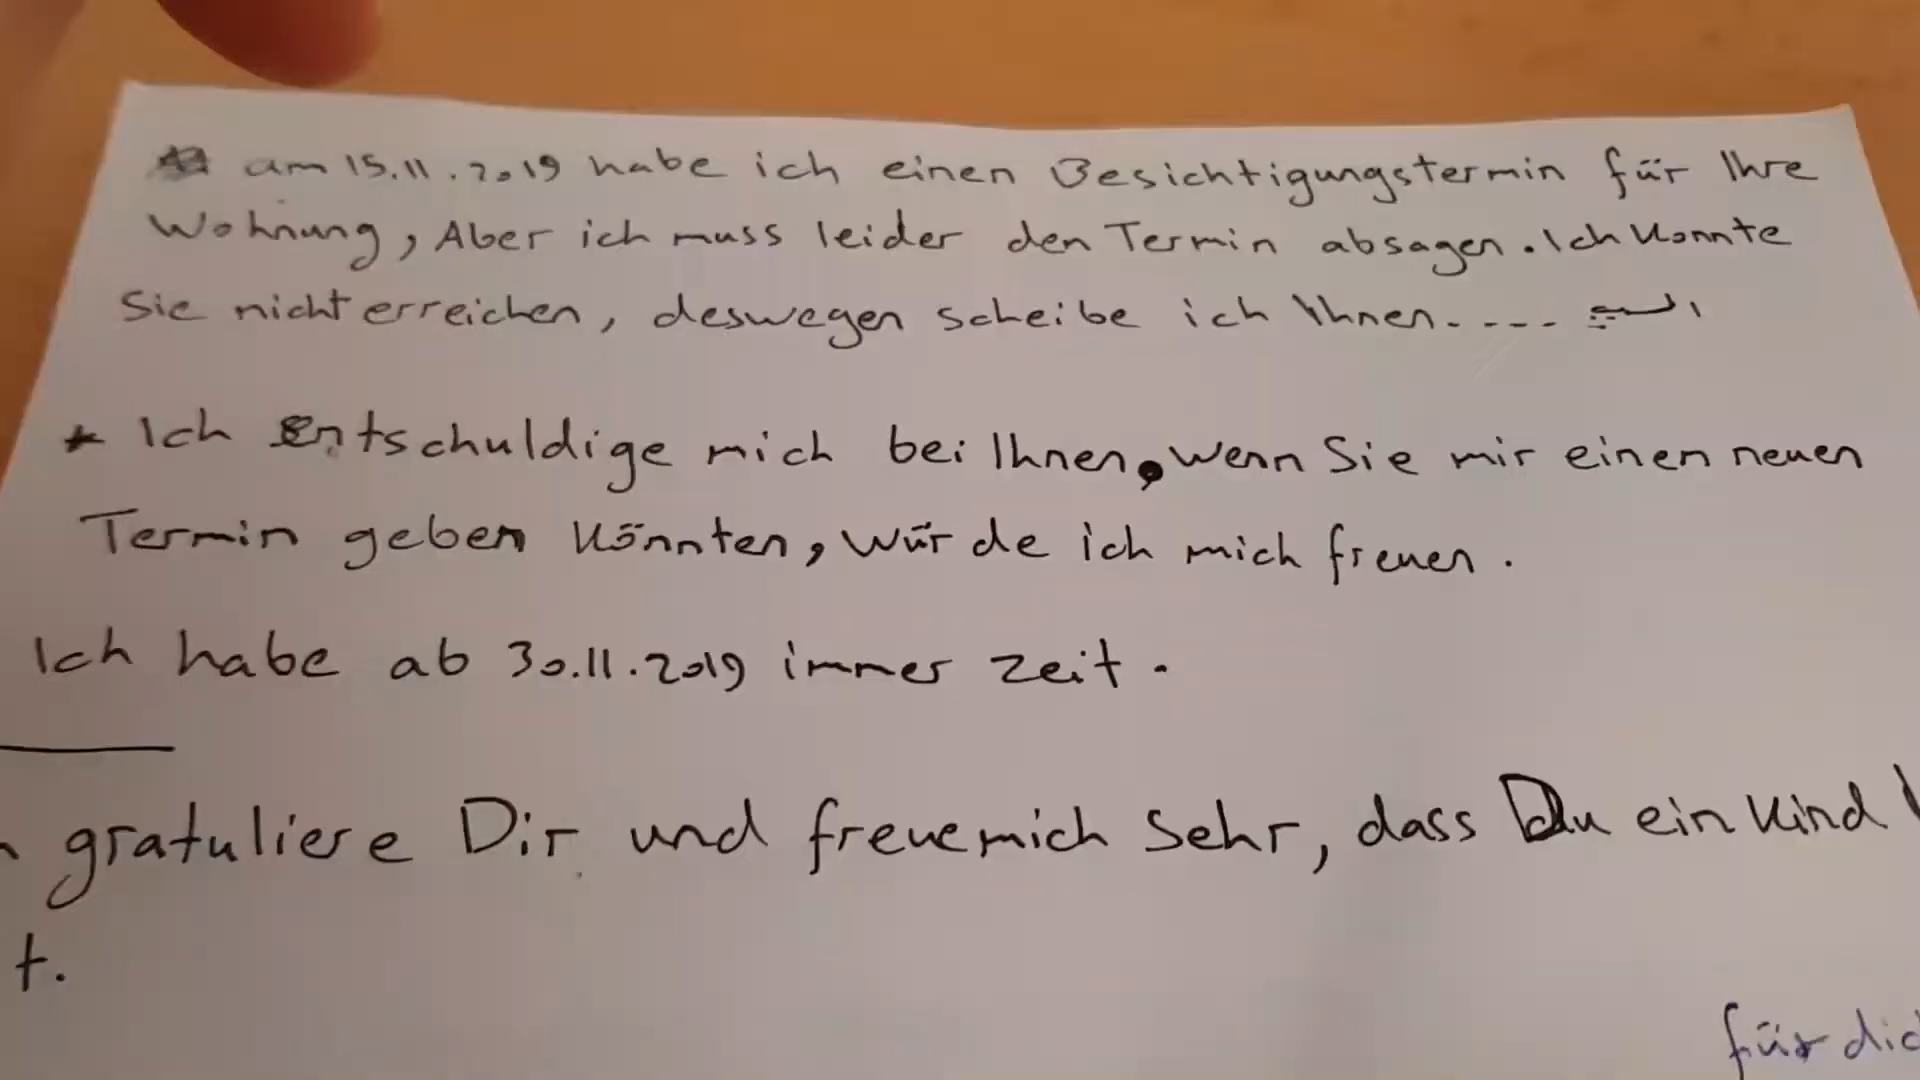 am 15.11.2019 habe ich einen Besichtigungstermin für Ihre
Wohnung, Aber ich muss leider den Termin absagen. Ich konnte
Sie nicht erreichen, deswegen scheibe ich Ihnen.....
* Ich entschuldige mich bei Ihnen, wenn Sie mir einen neuen
Termin geben könnten, würde ich mich freuen.
Ich habe ab 30.11.2019 immer zeit.
gratuliere Dir und freue mich sehr, dass Du ein Kind
t.
für dic